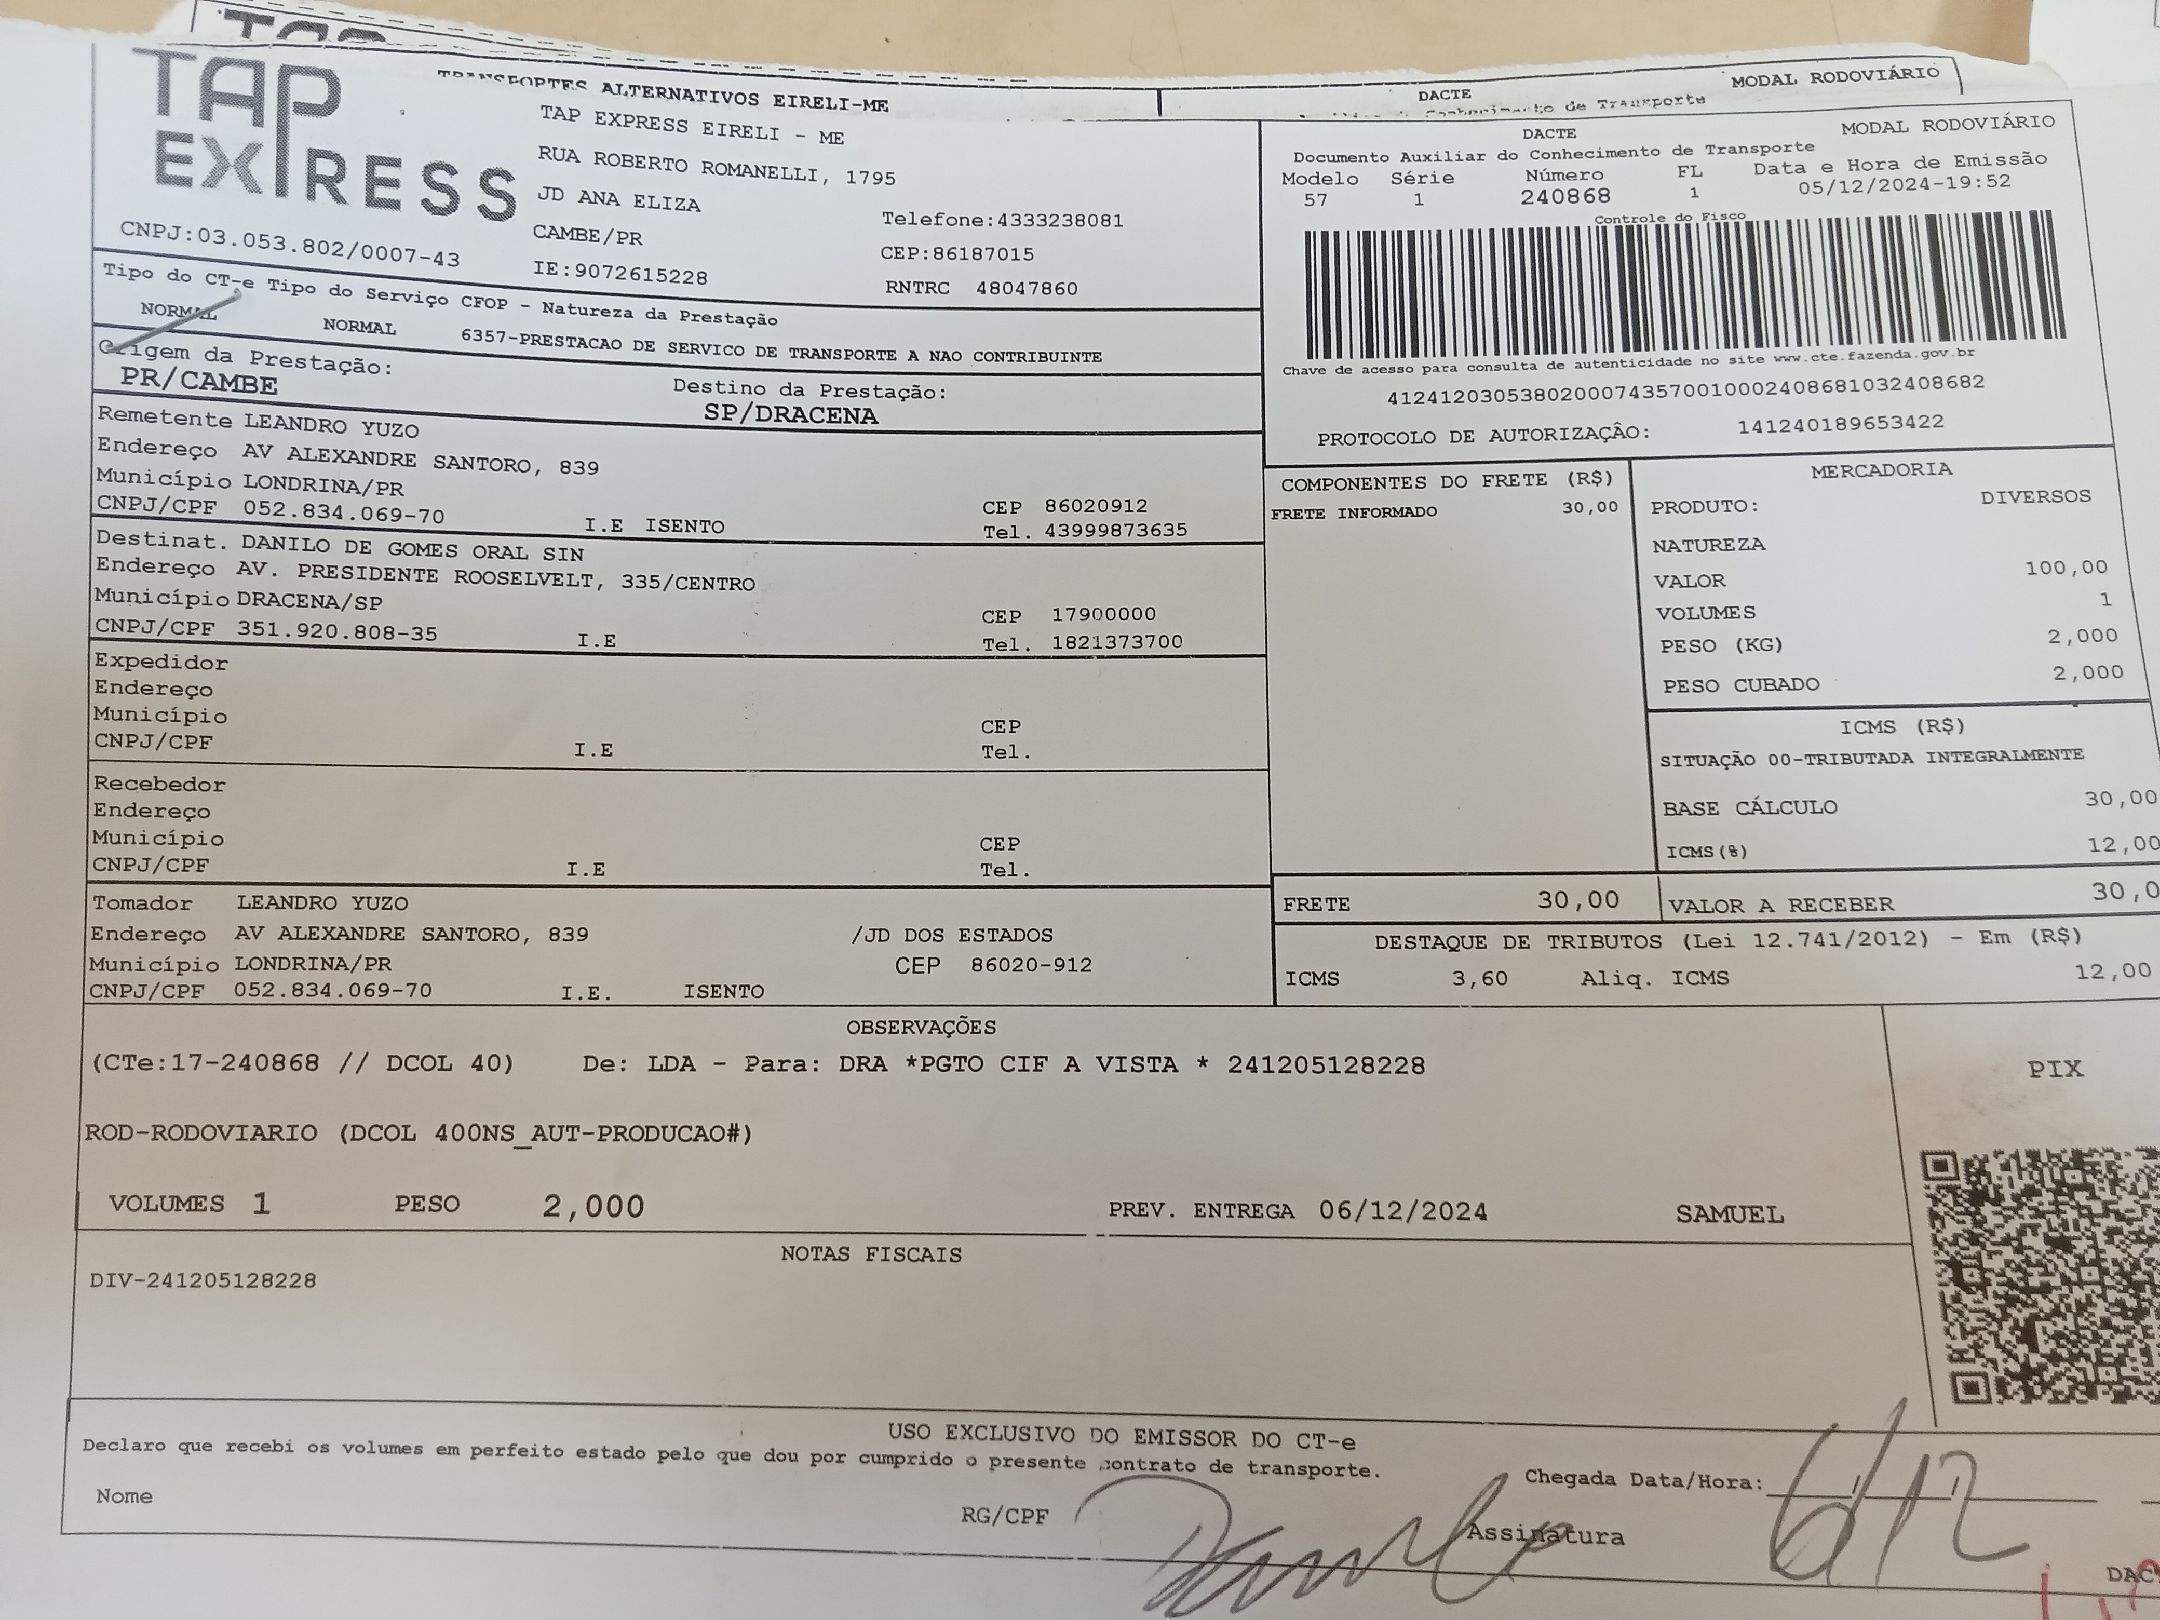 TAP
TRANSPORTES ALTERNATIVOS EIRELI-ME
DACTE
MODAL RODOVIÁRIO
de Transporte
TAP
EXPRESS
CNPJ:03.053.802/0007-43
TAP EXPRESS EIRELI - ME
RUA ROBERTO ROMANELLI, 1795
JD ANA ELIZA
CAMBE/PR
IE:9072615228
Telefone:4333238081
CEP:86187015
RNTRC 48047860
DACTE
MODAL RODOVIÁRIO
Documento Auxiliar do Conhecimento de Transporte
Modelo Série Número FL Data e Hora de Emissão
57 1 240868 1 05/12/2024-19:52
Controle do Fisco
Chave de acesso para consulta de autenticidade no site www.cte.fazenda.gov.br
41241203053802000743570010002408681032408682
PROTOCOLO DE AUTORIZAÇÃO: 141240189653422
Tipo do CT-e Tipo do Serviço CFOP - Natureza da Prestação
NORMAL NORMAL 6357-PRESTACAO DE SERVICO DE TRANSPORTE A NAO CONTRIBUINTE
Origem da Prestação: Destino da Prestação:
PR/CAMBE SP/DRACENA
Remetente LEANDRO YUZO
Endereço AV ALEXANDRE SANTORO, 839
Município LONDRINA/PR CEP 86020912
CNPJ/CPF 052.834.069-70 I.E ISENTO Tel. 43999873635
Destinat. DANILO DE GOMES ORAL SIN
Endereço AV. PRESIDENTE ROOSELVELT, 335/CENTRO
Município DRACENA/SP CEP 17900000
CNPJ/CPF 351.920.808-35 I.E Tel. 1821373700
Expedidor
Endereço
Município CEP
CNPJ/CPF I.E Tel.
Recebedor
Endereço
Município CEP
CNPJ/CPF I.E Tel.
Tomador LEANDRO YUZO
Endereço AV ALEXANDRE SANTORO, 839 /JD DOS ESTADOS
Município LONDRINA/PR CEP 86020-912
CNPJ/CPF 052.834.069-70 I.E. ISENTO
COMPONENTES DO FRETE (R$)
FRETE INFORMADO 30,00
MERCADORIA
PRODUTO: DIVERSOS
NATUREZA
VALOR 100,00
VOLUMES 1
PESO (KG) 2,000
PESO CUBADO 2,000
ICMS (R$)
SITUAÇÃO 00-TRIBUTADA INTEGRALMENTE
BASE CÁLCULO 30,00
ICMS(%) 12,00
FRETE 30,00 VALOR A RECEBER 30,0
DESTAQUE DE TRIBUTOS (Lei 12.741/2012) - Em (R$)
ICMS 3,60 Aliq. ICMS 12,00
OBSERVAÇÕES
(CTe:17-240868 // DCOL 40) De: LDA - Para: DRA *PGTO CIF A VISTA * 241205128228
ROD-RODOVIARIO (DCOL 400NS_AUT-PRODUCAO#)
VOLUMES 1 PESO 2,000 PREV. ENTREGA 06/12/2024 SAMUEL
PIX
NOTAS FISCAIS
DIV-241205128228
USO EXCLUSIVO DO EMISSOR DO CT-e
Declaro que recebi os volumes em perfeito estado pelo que dou por cumprido o presente contrato de transporte.
Chegada Data/Hora: 6/12
Nome RG/CPF Assinatura
DAC